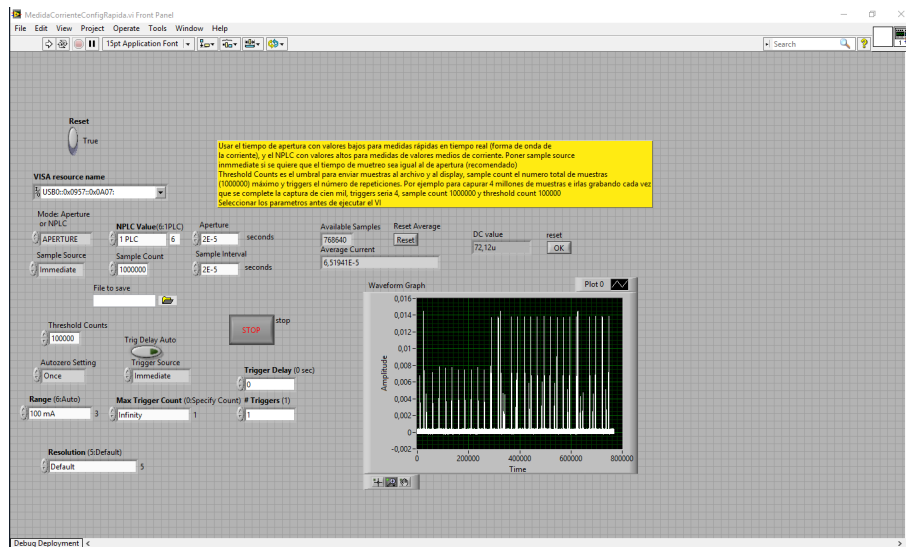 MedidaCorrienteConfigRapida.vi Front Panel
File Edit View Project Operate Tools Window Help
15pt Application Font
Search
Reset
True
Usar el tiempo de apertura con valores bajos para medidas rápidas en tiempo real (forma de onda de
la corriente), y el NPLC con valores altos para medidas de valores medios de corriente. Poner sample source
inmmediate si se quiere que el tiempo de muetreo sea igual al de apertura (recomendado)
Threshold Counts es el umbral para enviar muestras al archivo y al display, sample count el numero total de muestras
(1000000) máximo y triggers el número de repeticiones. Por ejemplo para capurar 4 millones de muestras e irlas grabando cada vez
que se complete la captura de cien mil, triggers seria 4, sample count 1000000 y threshold count 100000
Seleccionar los parametros antes de ejecutar el VI
VISA resource name
USB0::0x0957::0x0A07:
Mode: Aperture
or NPLC
NPLC Value(6:1PLC)
Aperture
APERTURE
1 PLC
6
2E-5
seconds
Available Samples
Reset Average
768640
Reset
DC value
72,12u
reset
OK
Average Current
6,51941E-5
Sample Source
Sample Count
Sample Interval
Immediate
1000000
2E-5
seconds
File to save
Waveform Graph
Plot 0
Threshold Counts
100000
Trig Delay Auto
STOP
stop
Autozero Setting
Trigger Source
Once
Immediate
Trigger Delay (0 sec)
0
Range (6:Auto)
Max Trigger Count (0:Specify Count)
# Triggers (1)
100 mA
3
Infinity
1
1
Resolution (5:Default)
Default
5
Amplitude
0,016
0,014
0,012
0,01
0,008
0,006
0,004
0,002
0
-0,002
0
200000
400000
600000
800000
Time
Debug Deployment